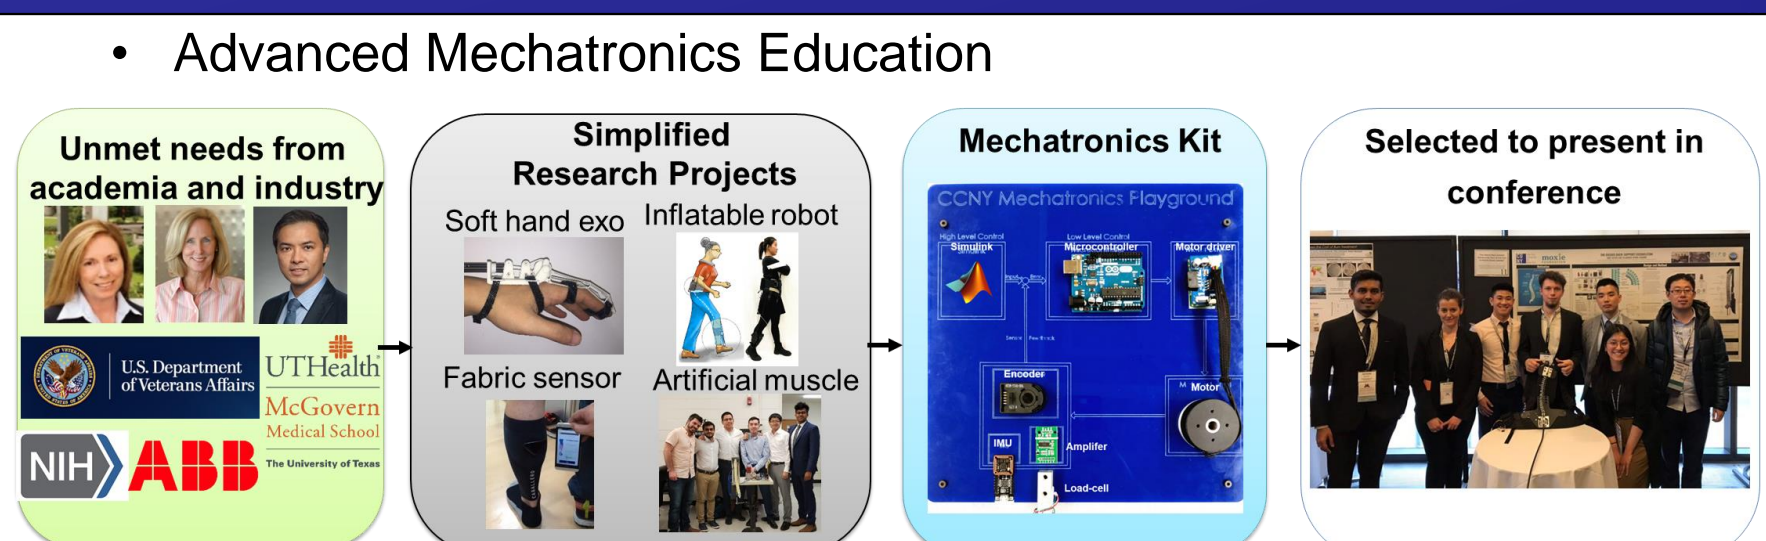 • Advanced Mechatronics Education
Unmet needs from
academia and industry
U.S. Department
of Veterans Affairs
UTHealth
McGovern
Medical School
The University of Texas
NIH
ABB
Simplified
Research Projects
Soft hand exo
Inflatable robot
Fabric sensor
Artificial muscle
Mechatronics Kit
CCNY Mechatronics Playground
High Level Control
Simulink
Low Level Control
Microcontroller
Motor driver
Encoder
M Motor
IMU
Amplifer
Load-cell
Selected to present in
conference
moxie